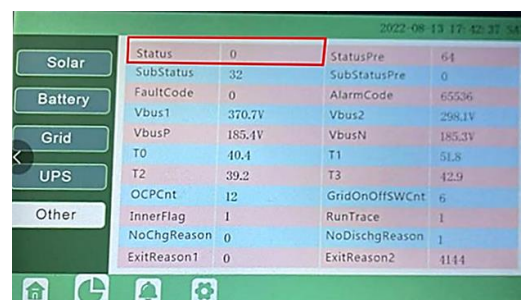 2022-08-13 17:42:37 SA
Solar
Battery
Grid
UPS
Other
Status 0 StatusPre 64
SubStatus 32 SubStatusPre 0
FaultCode 0 AlarmCode 65536
Vbus1 370.7V Vbus2 298.1V
VbusP 185.4V VbusN 185.3V
T0 40.4 T1 51.8
T2 39.2 T3 42.9
OCPCnt 12 GridOnOffSWCnt 6
InnerFlag 1 RunTrace 1
NoChgReason 0 NoDischgReason 1
ExitReason1 0 ExitReason2 4144